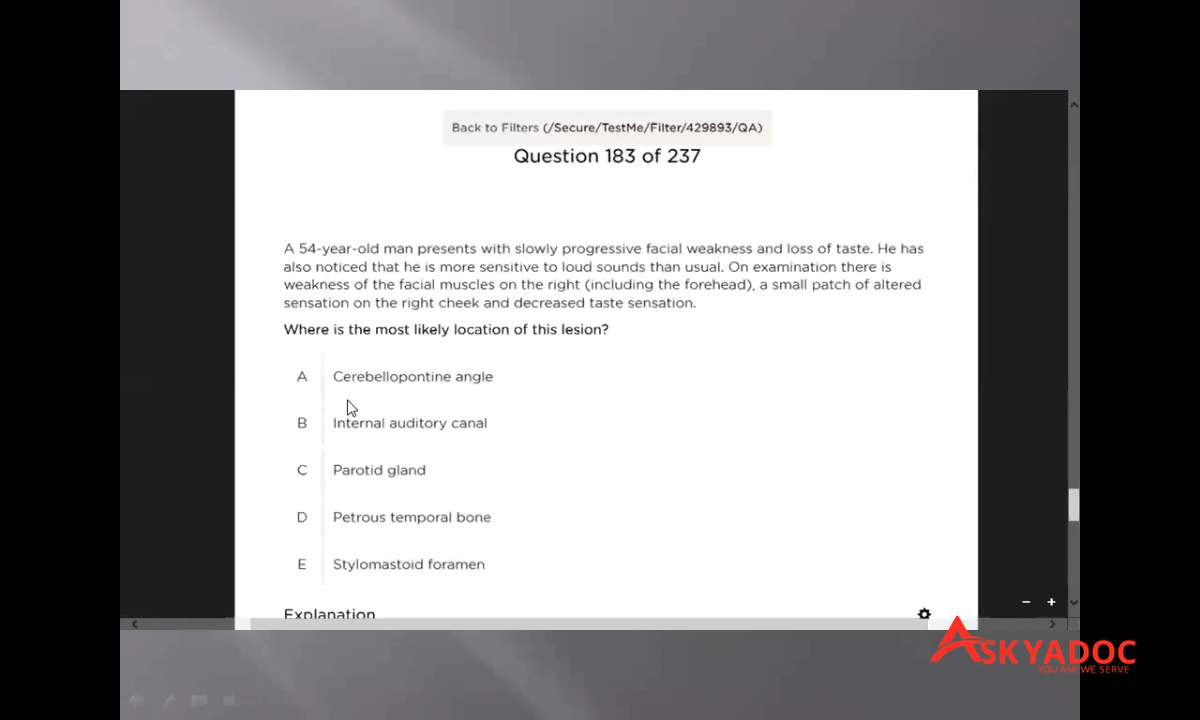 Back to Filters (/Secure/TestMe/Filter/429893/QA)
Question 183 of 237
A 54-year-old man presents with slowly progressive facial weakness and loss of taste. He has
also noticed that he is more sensitive to loud sounds than usual. On examination there is
weakness of the facial muscles on the right (including the forehead), a small patch of altered
sensation on the right cheek and decreased taste sensation.
Where is the most likely location of this lesion?
A Cerebellopontine angle
B Internal auditory canal
C Parotid gland
D Petrous temporal bone
E Stylomastoid foramen
Explanation
ASKYADOC
YOU ASK WE SERVE